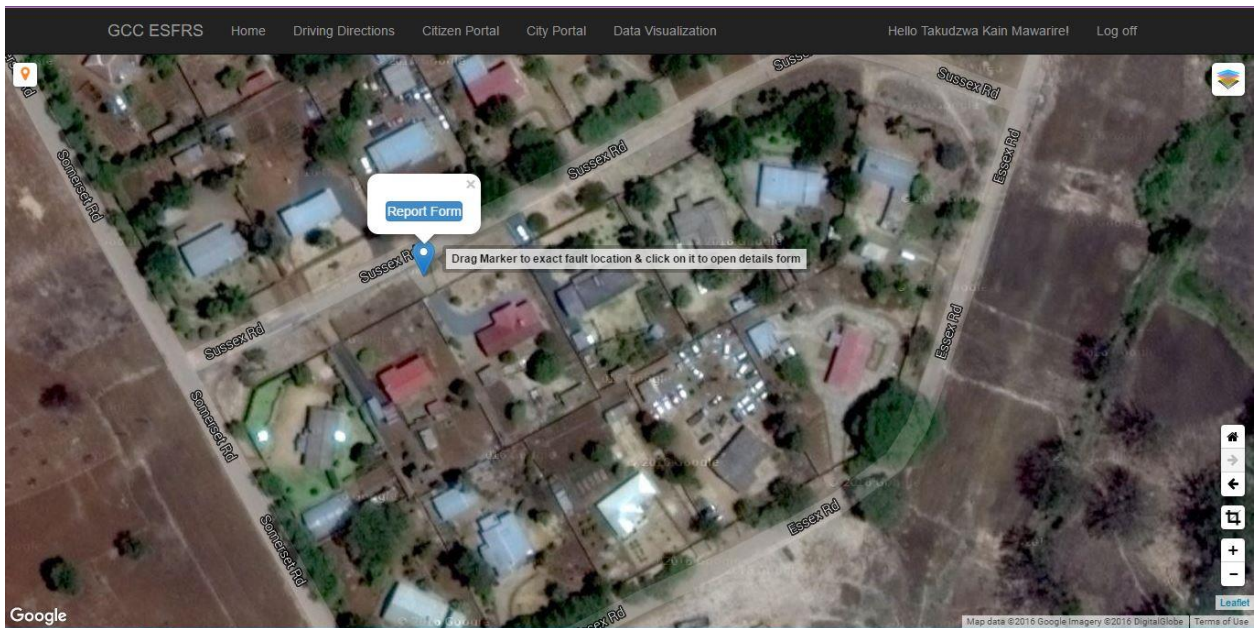 GCC ESFRS Home Driving Directions Citizen Portal City Portal Data Visualization Hello Takudzwa Kain Mawarire! Log off
Sussex Rd
Sussex Rd
Essex Rd
Somerset Rd
Sussex Rd
×
Report Form
Sussex Rd
Drag Marker to exact fault location & click on it to open details form
Sussex Rd
Essex Rd
Somerset Rd
Essex Rd
Somerset Rd
Essex Rd
+
−
Leaflet
Google
Map data ©2016 Google Imagery ©2016 DigitalGlobe Terms of Use